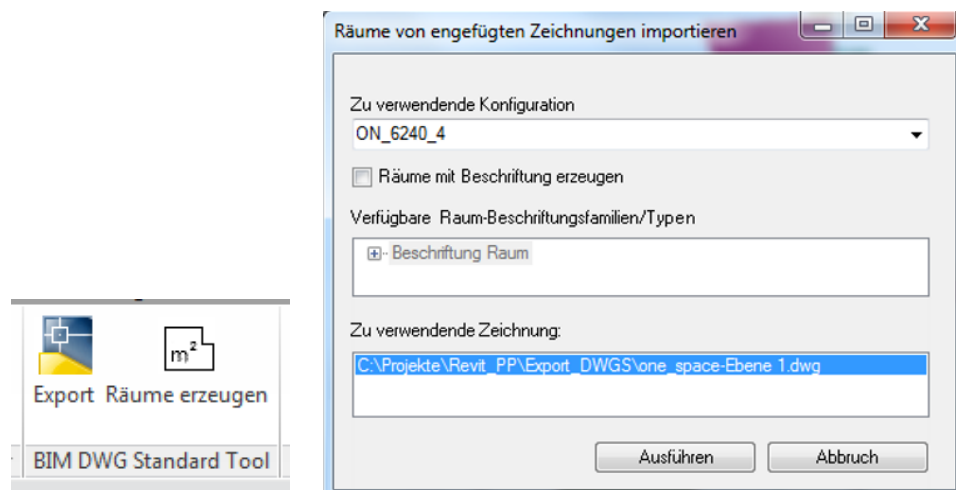 Räume von engefügten Zeichnungen importieren
Zu verwendende Konfiguration
ON_6240_4
Räume mit Beschriftung erzeugen
Verfügbare Raum-Beschriftungsfamilien/Typen
Beschriftung Raum
Zu verwendende Zeichnung:
C:\Projekte\Revit_PP\Export_DWGS\one_space-Ebene 1.dwg
Ausführen Abbruch
m²
Export Räume erzeugen
BIM DWG Standard Tool